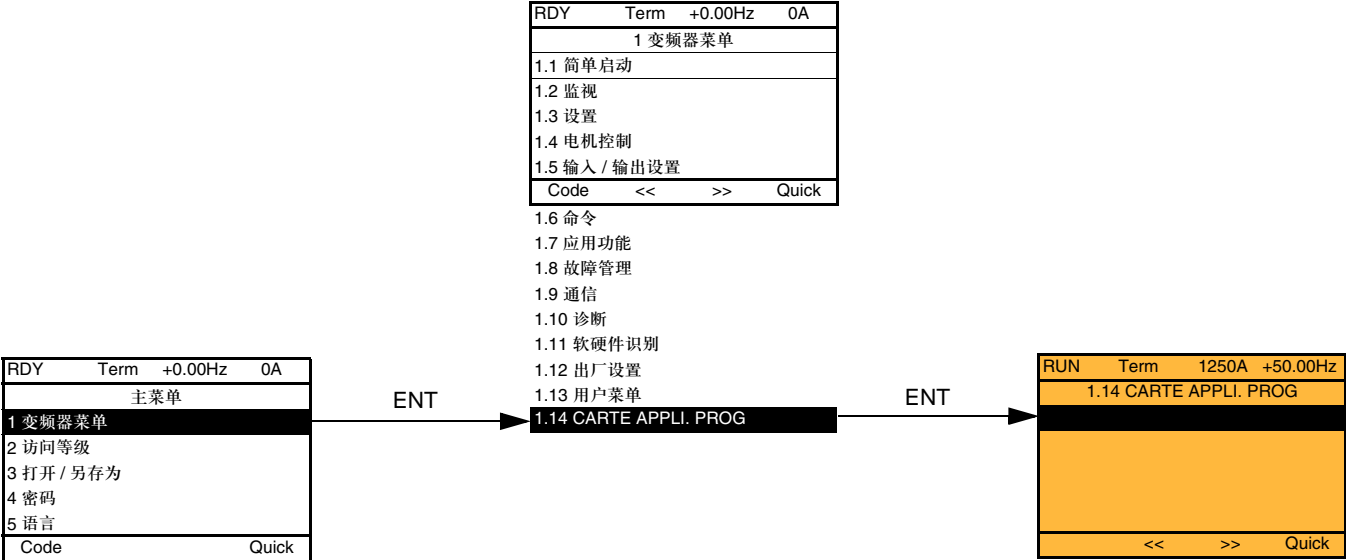 RDY Term +0.00Hz 0A
1 变频器菜单
1.1 简单启动
1.2 监视
1.3 设置
1.4 电机控制
1.5 输入 / 输出设置
Code << >> Quick
1.6 命令
1.7 应用功能
1.8 故障管理
1.9 通信
1.10 诊断
1.11 软硬件识别
1.12 出厂设置
1.13 用户菜单
1.14 CARTE APPLI. PROG
RDY Term +0.00Hz 0A
主菜单
1 变频器菜单
2 访问等级
3 打开 / 另存为
4 密码
5 语言
Code Quick
ENT
ENT
RUN Term 1250A +50.00Hz
1.14 CARTE APPLI. PROG
<< >> Quick